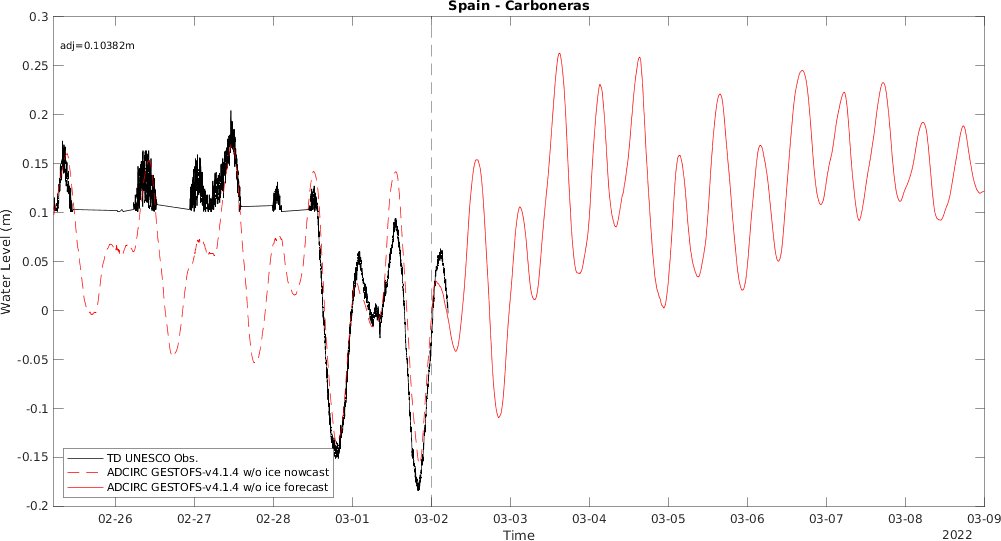 Spain - Carboneras
adj=0.10382m
0.3
0.25
0.2
0.15
0.1
0.05
0
-0.05
-0.1
-0.15
-0.2
Water Level (m)
TD UNESCO Obs.
ADCIRC GESTOFS-v4.1.4 w/o ice nowcast
ADCIRC GESTOFS-v4.1.4 w/o ice forecast
02-26 02-27 02-28 03-01 03-02 03-03 03-04 03-05 03-06 03-07 03-08 03-09
Time
2022